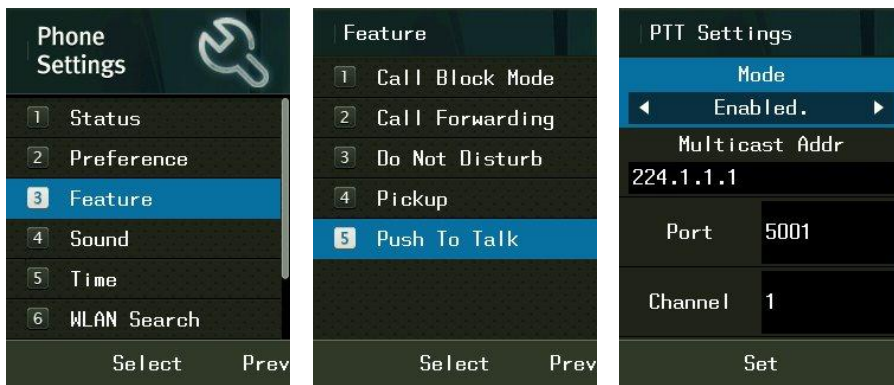 Phone
Settings
1 Status
2 Preference
3 Feature
4 Sound
5 Time
6 WLAN Search
Select Prev
Feature
1 Call Block Mode
2 Call Forwarding
3 Do Not Disturb
4 Pickup
5 Push To Talk
Select Prev
PTT Settings
Mode
Enabled.
Multicast Addr
224.1.1.1
Port 5001
Channel 1
Set